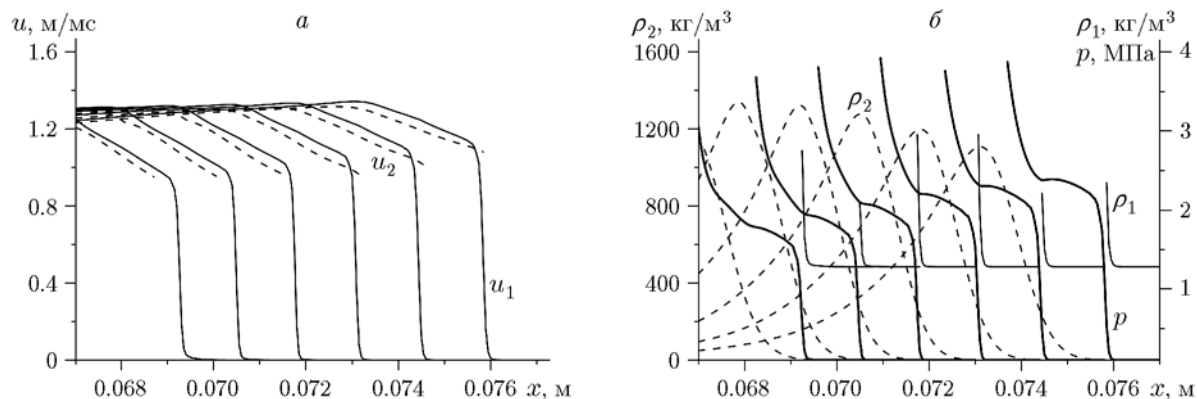 u, м/мс
а
1.6
1.2
0.8
0.4
0
u₂
u₁
0.068 0.070 0.072 0.074 0.076 x, м
ρ₂, кг/м³
б
ρ₁, кг/м³
p, МПа
1600
1200
800
400
0
4
3
2
1
ρ₂
ρ₁
p
0.068 0.070 0.072 0.074 0.076 x, м